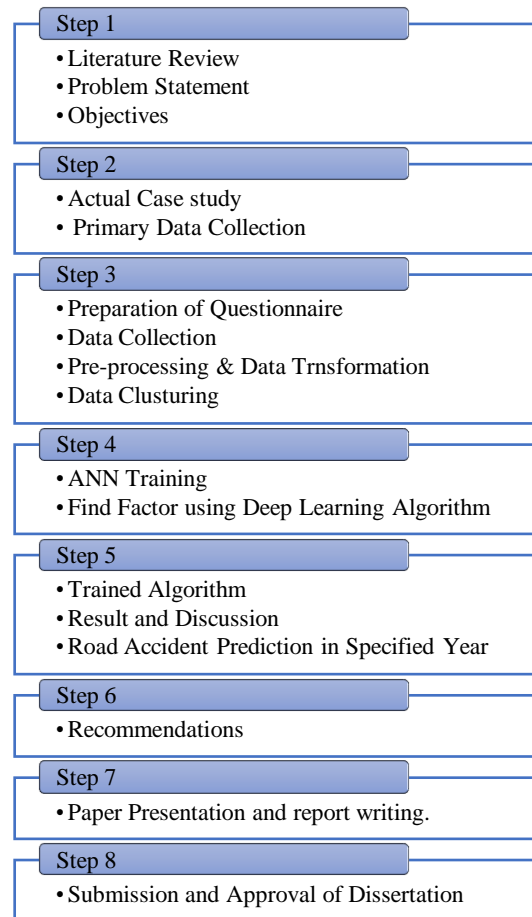 Step 1
•Literature Review
•Problem Statement
•Objectives
Step 2
•Actual Case study
• Primary Data Collection
Step 3
•Preparation of Questionnaire
•Data Collection
•Pre-processing & Data Trnsformation
•Data Clusturing
Step 4
•ANN Training
•Find Factor using Deep Learning Algorithm
Step 5
•Trained Algorithm
•Result and Discussion
•Road Accident Prediction in Specified Year
Step 6
•Recommendations
Step 7
•Paper Presentation and report writing.
Step 8
•Submission and Approval of Dissertation